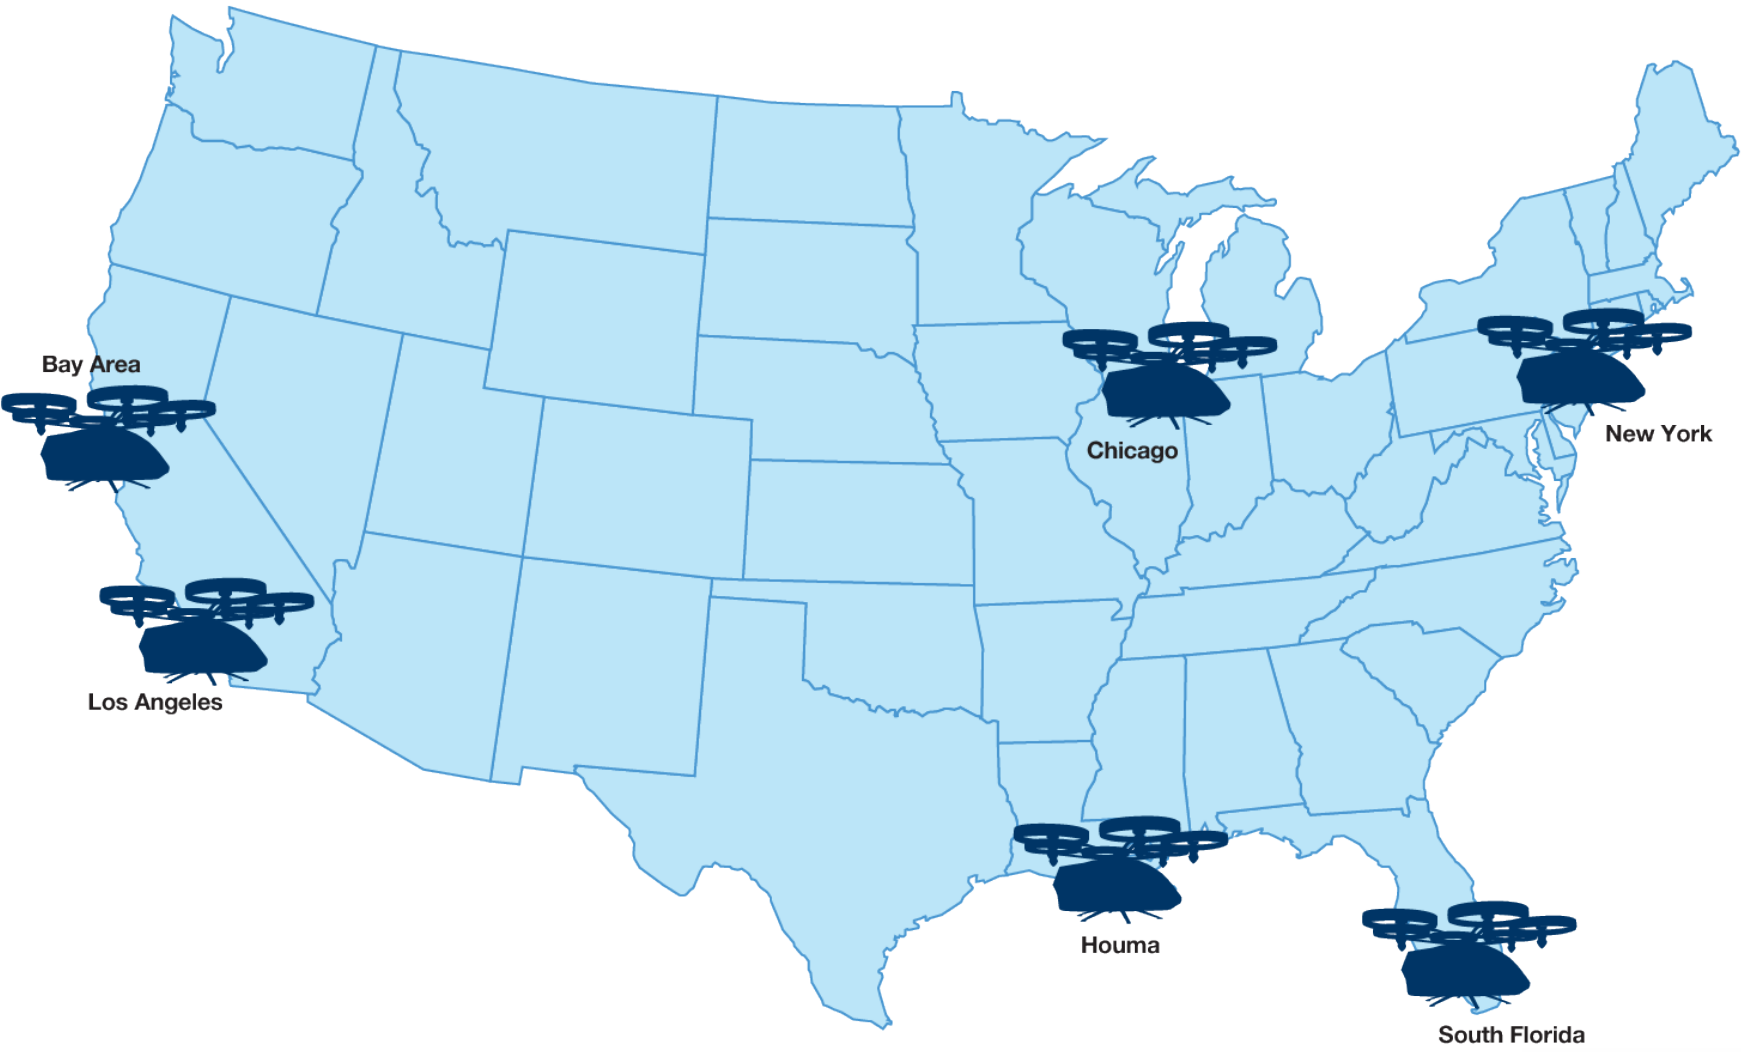 Bay Area
Chicago
New York
Los Angeles
Houma
South Florida